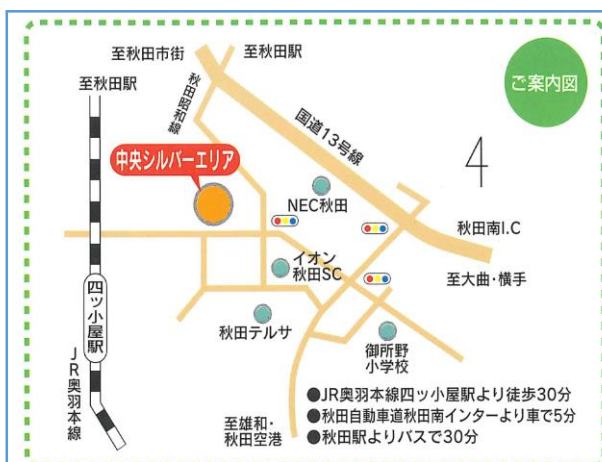 至秋田市街
至秋田駅
ご案内図
至秋田駅
秋田昭和線
国道13号線
中央シルバーエリア
NEC秋田
秋田南I.C
イオン
秋田SC
至大曲・横手
四ッ小屋駅
秋田テルサ
御所野
小学校
JR奥羽本線
至雄和・
秋田空港
●JR奥羽本線四ッ小屋駅より徒歩30分
●秋田自動車道秋田南インターより車で5分
●秋田駅よりバスで30分